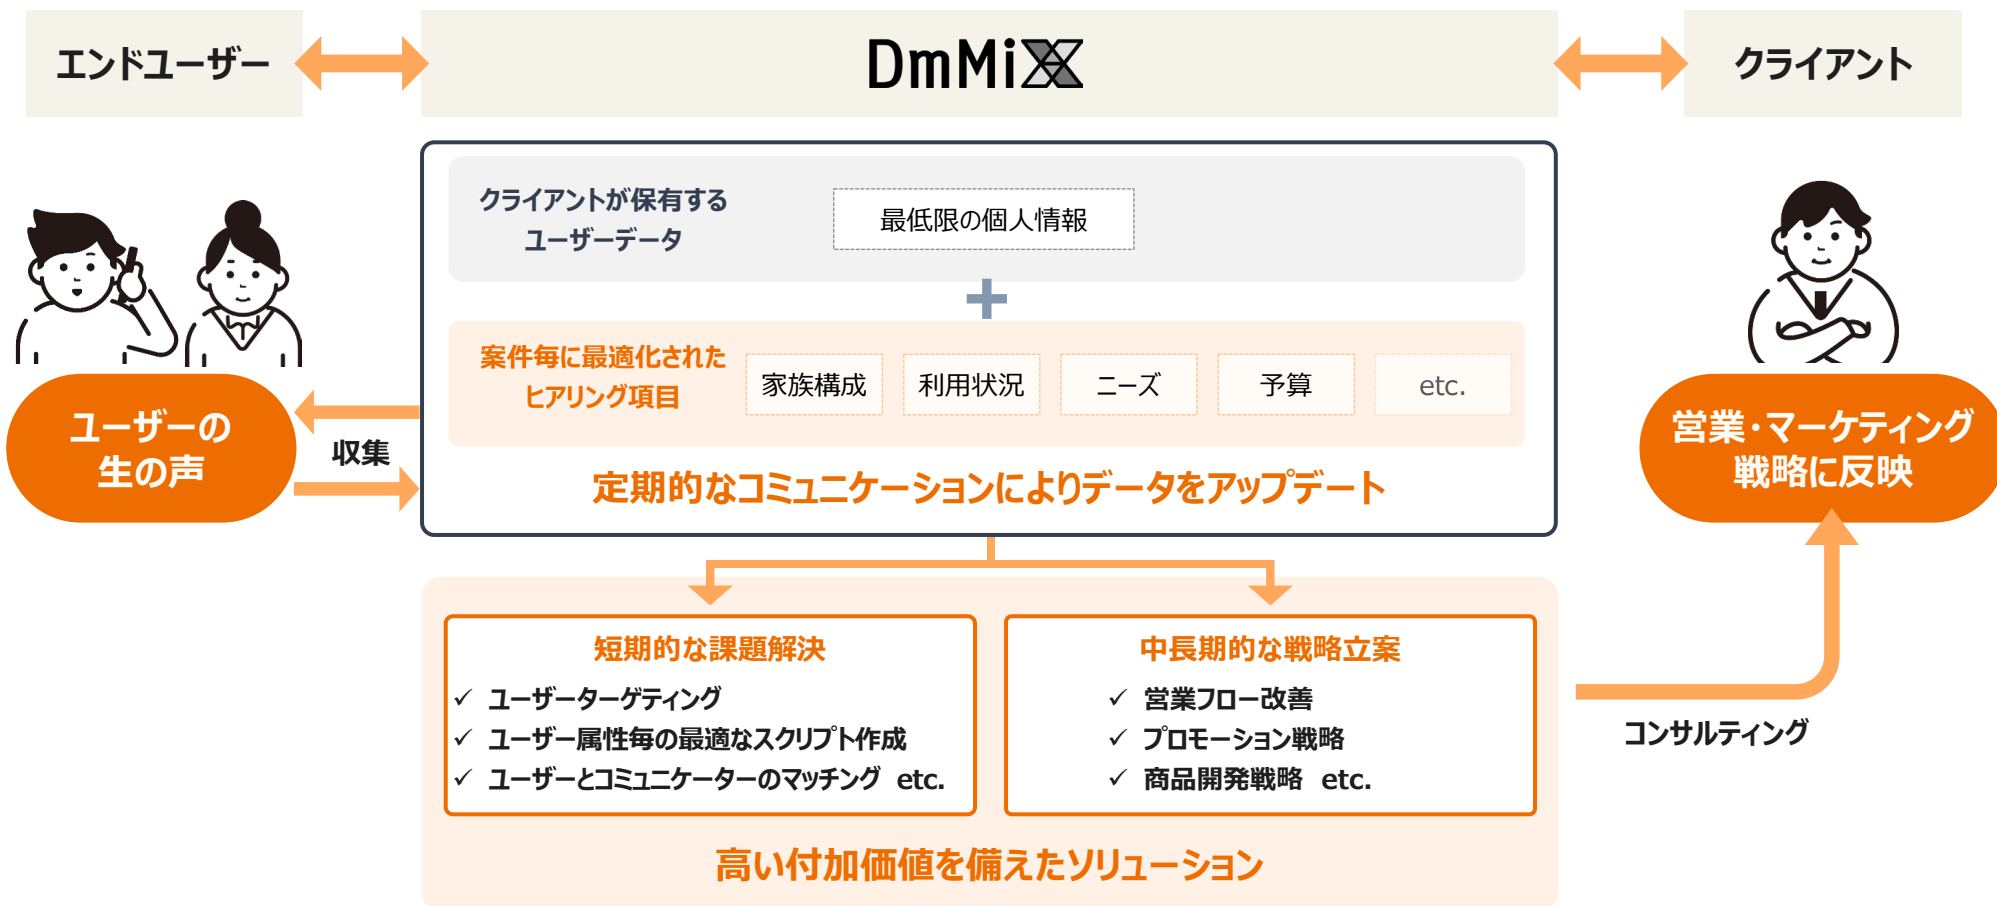 エンドユーザー
DmMiX
クライアント
クライアントが保有する
ユーザーデータ
最低限の個人情報
+
案件毎に最適化された
ヒアリング項目
家族構成
利用状況
ニーズ
予算
etc.
定期的なコミュニケーションによりデータをアップデート
ユーザーの
生の声
収集
営業・マーケティング
戦略に反映
短期的な課題解決
✓ ユーザーターゲティング
✓ ユーザー属性毎の最適なスクリプト作成
✓ ユーザーとコミュニケーターのマッチング etc.
中長期的な戦略立案
✓ 営業フロー改善
✓ プロモーション戦略
✓ 商品開発戦略 etc.
コンサルティング
高い付加価値を備えたソリューション